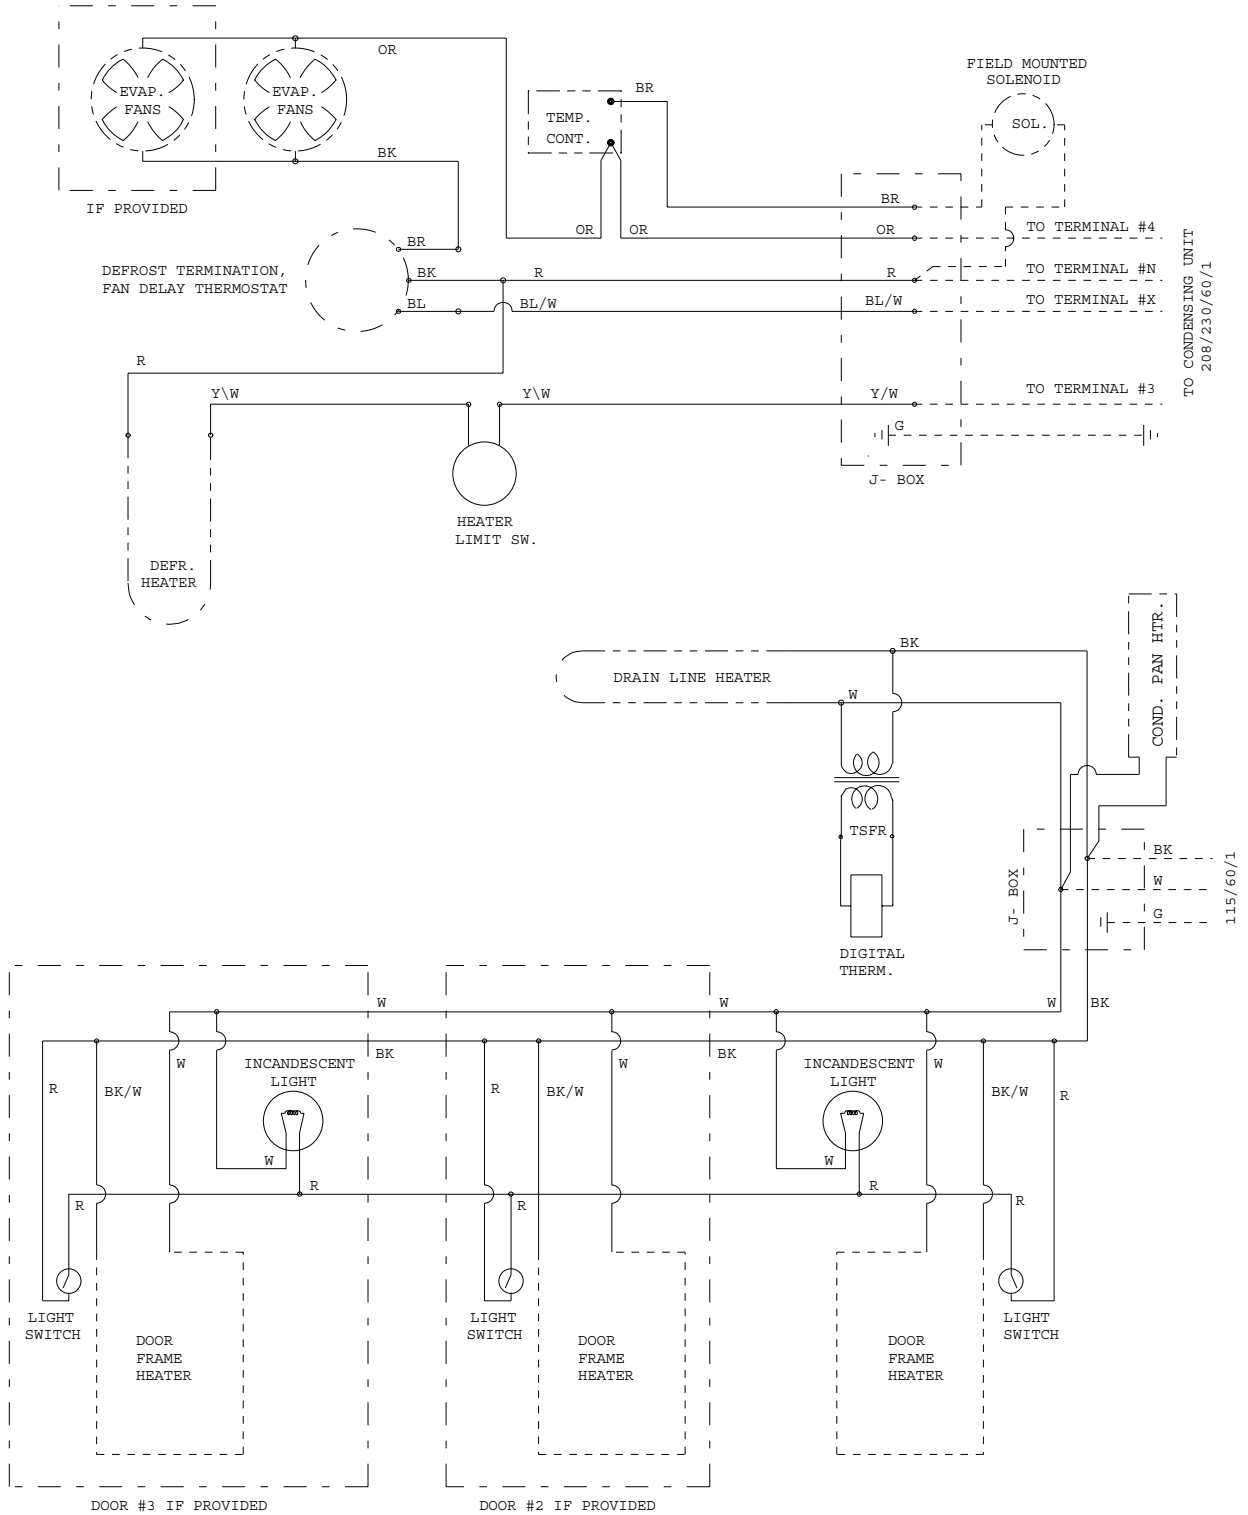 OR
EVAP.
FANS
EVAP.
FANS
BK
IF PROVIDED
BR
TEMP.
CONT.
FIELD MOUNTED
SOLENOID
SOL.
BR
OR
OR
OR
TO TERMINAL #4
BR
DEFROST TERMINATION,
FAN DELAY THERMOSTAT
BK
R
R
TO TERMINAL #N
BL
BL/W
BL/W
TO TERMINAL #X
TO CONDENSING UNIT
208/230/60/1
R
Y\W
Y\W
Y/W
TO TERMINAL #3
G
J- BOX
HEATER
LIMIT SW.
DEFR.
HEATER
BK
DRAIN LINE HEATER
W
COND. PAN HTR.
TSFR
DIGITAL
THERM.
J- BOX
BK
W
G
115/60/1
W
W
W
BK
BK
BK
W
W
W
INCANDESCENT
LIGHT
INCANDESCENT
LIGHT
R
BK/W
R
BK/W
BK/W
R
W
W
R
R
R
R
R
LIGHT
SWITCH
LIGHT
SWITCH
LIGHT
SWITCH
DOOR
FRAME
HEATER
DOOR
FRAME
HEATER
DOOR
FRAME
HEATER
DOOR #3 IF PROVIDED
DOOR #2 IF PROVIDED